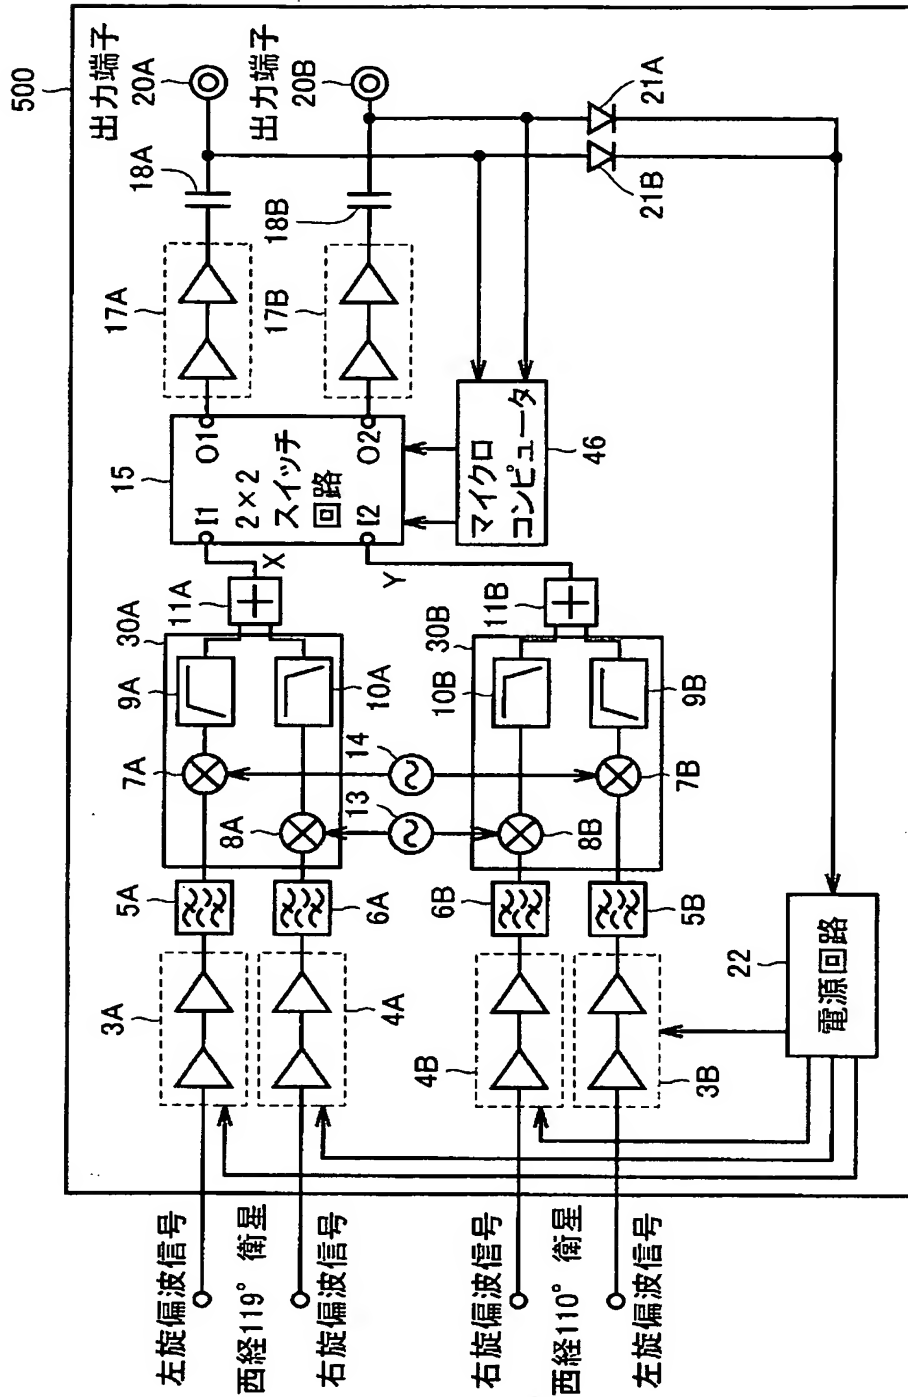 500
左旋偏波信号
西経119° 衛星
右旋偏波信号
右旋偏波信号
西経110° 衛星
左旋偏波信号
3A
4A
4B
3B
5A
6A
6B
5B
7A
8A
8B
7B
9A
10A
10B
9B
30A
30B
13
14
11A
11B
X
Y
15
I1
O1
2×2
スイッチ
回路
I2
O2
マイクロ
コンピュータ
46
17A
17B
18A
18B
出力端子
20A
出力端子
20B
21A
21B
22
電源回路